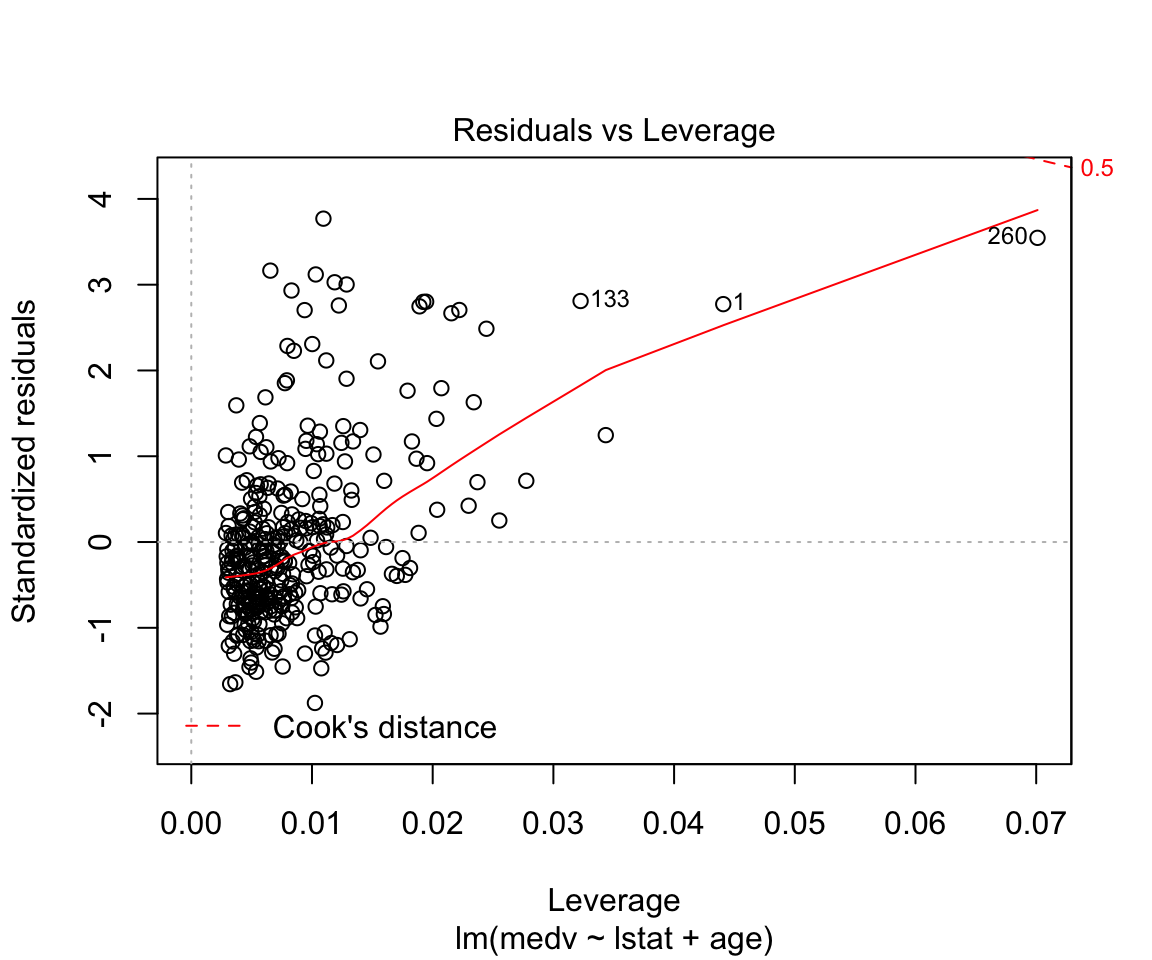 Residuals vs Leverage
0.5
4
260
3
133
1
2
1
0
-1
-2
Standardized residuals
Cook's distance
0.00 0.01 0.02 0.03 0.04 0.05 0.06 0.07
Leverage
lm(medv ~ lstat + age)